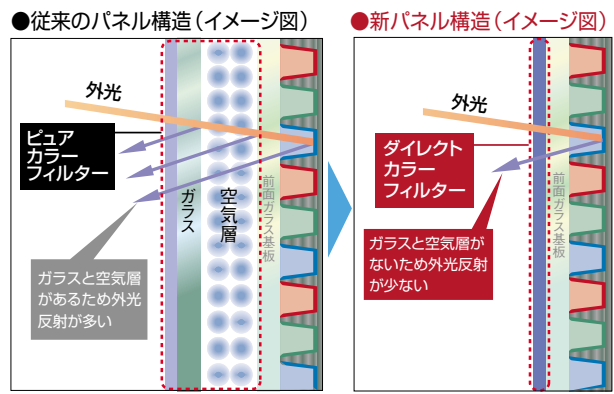 ●従来のパネル構造(イメージ図)
外光
ピュア
カラー
フィルター
ガラス
空気層
前面ガラス基板
ガラスと空気層
があるため外光
反射が多い
●新パネル構造(イメージ図)
外光
ダイレクト
カラー
フィルター
前面ガラス基板
ガラスと空気層が
ないため外光反射
が少ない